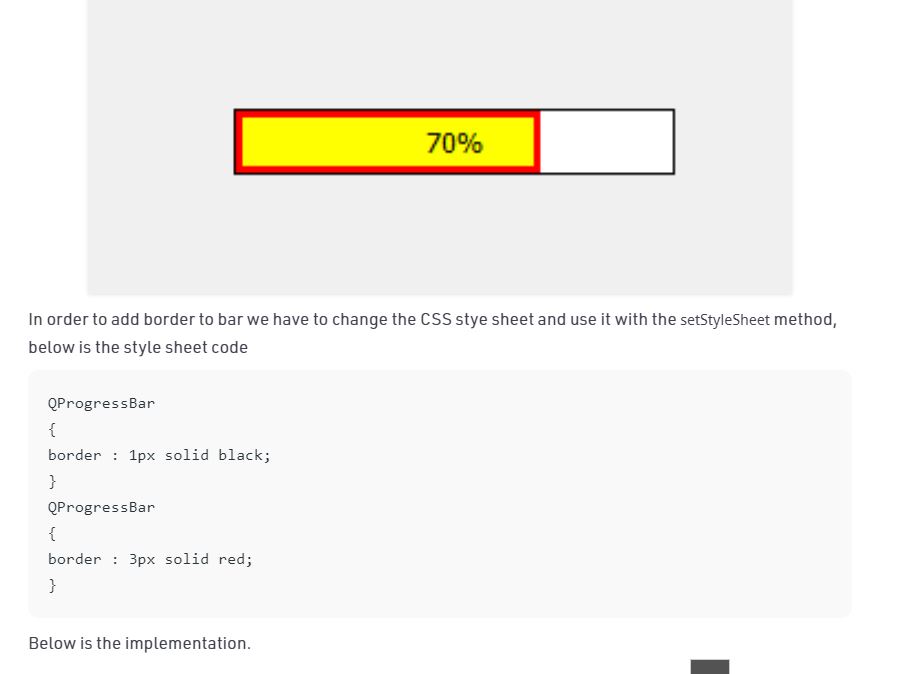 70%
In order to add border to bar we have to change the CSS stye sheet and use it with the setStyleSheet method,
below is the style sheet code
QProgressBar
{
border : 1px solid black;
}
QProgressBar
{
border : 3px solid red;
}
Below is the implementation.